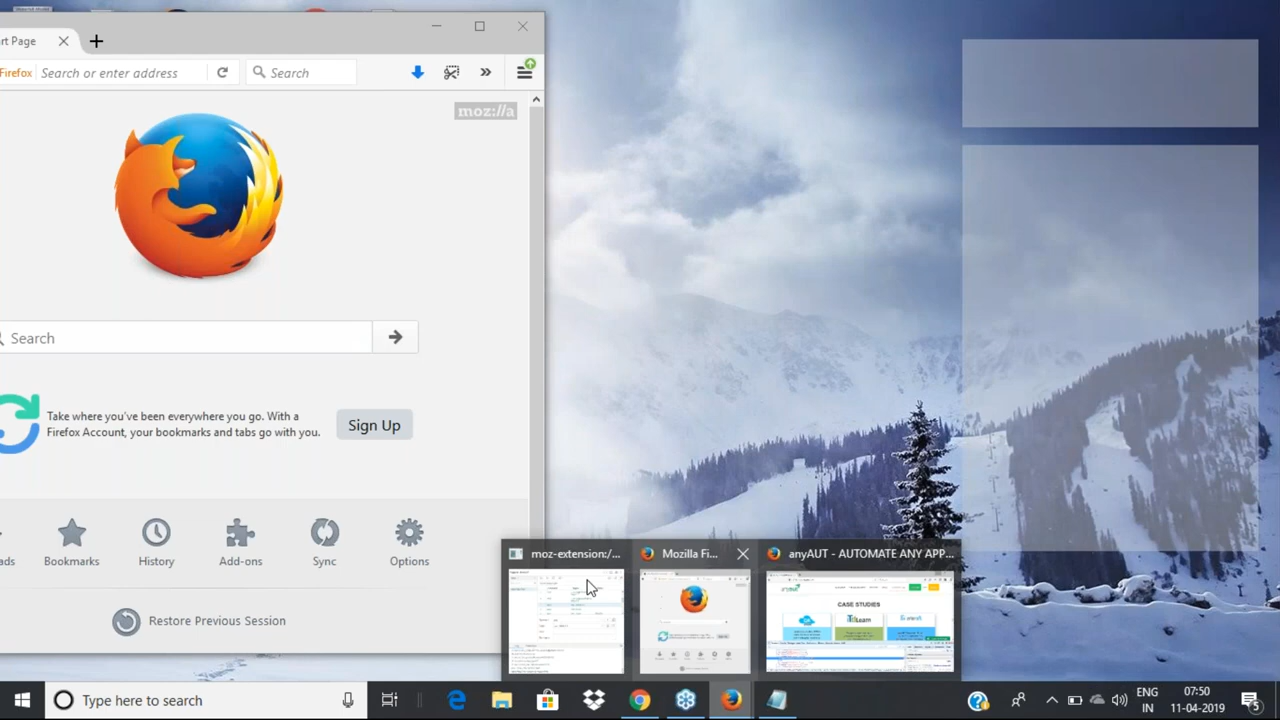 rt Page
Firefox
Search or enter address
Search
moz://a
Search
Take where you've been everywhere you go. With a
Firefox Account, your bookmarks and tabs go with you.
Sign Up
ads
Bookmarks
History
Add-ons
Sync
Options
Restore Previous Session
moz-extension:/...
Mozilla Fi...
anyAUT - AUTOMATE ANY APP...
CASE STUDIES
Type here to search
ENG
IN
07:50
11-04-2019
5